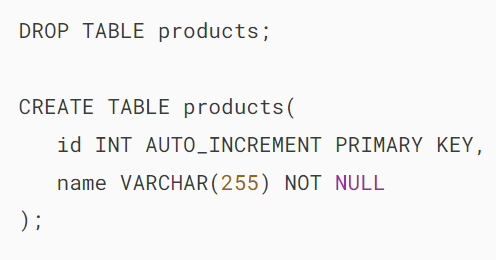 DROP TABLE products;
CREATE TABLE products(
id INT AUTO_INCREMENT PRIMARY KEY,
name VARCHAR(255) NOT NULL
);